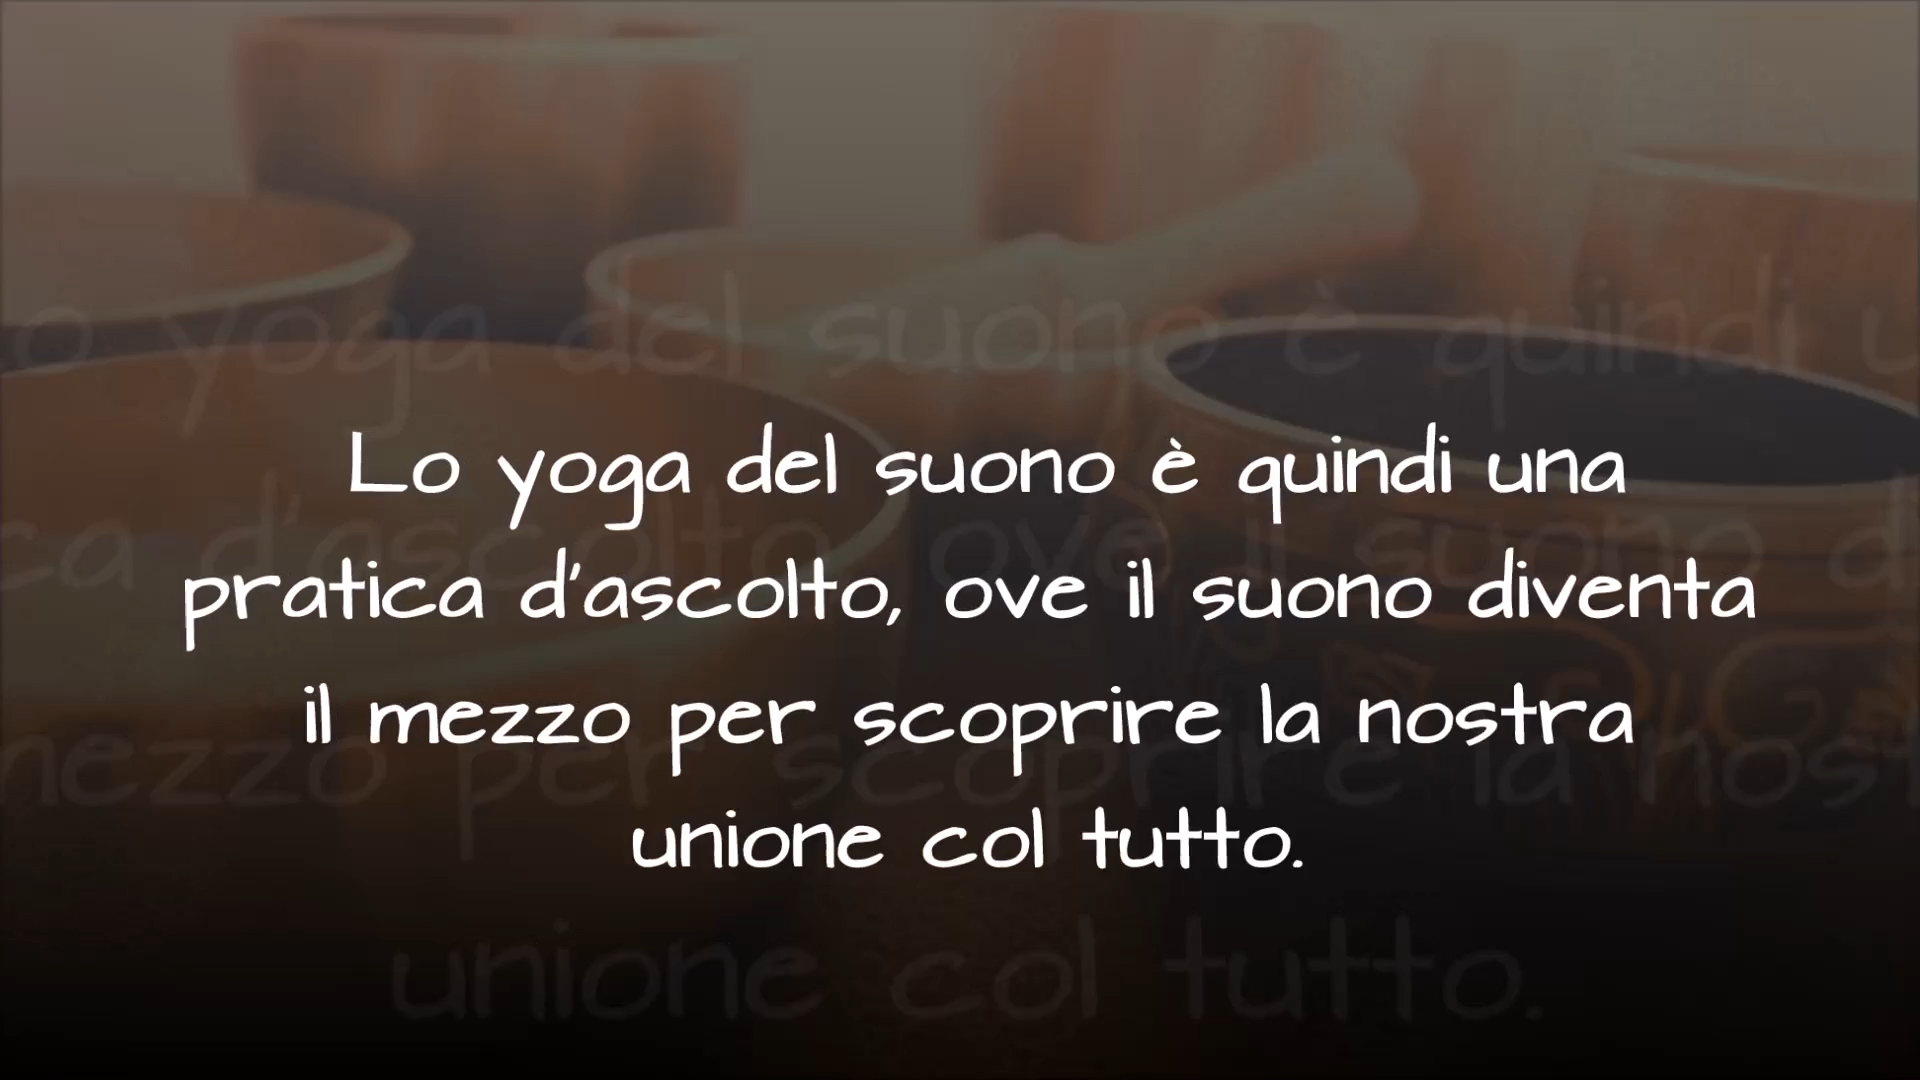 Lo yoga del suono è quindi una
pratica d'ascolto, ove il suono diventa
il mezzo per scoprire la nostra
unione col tutto.